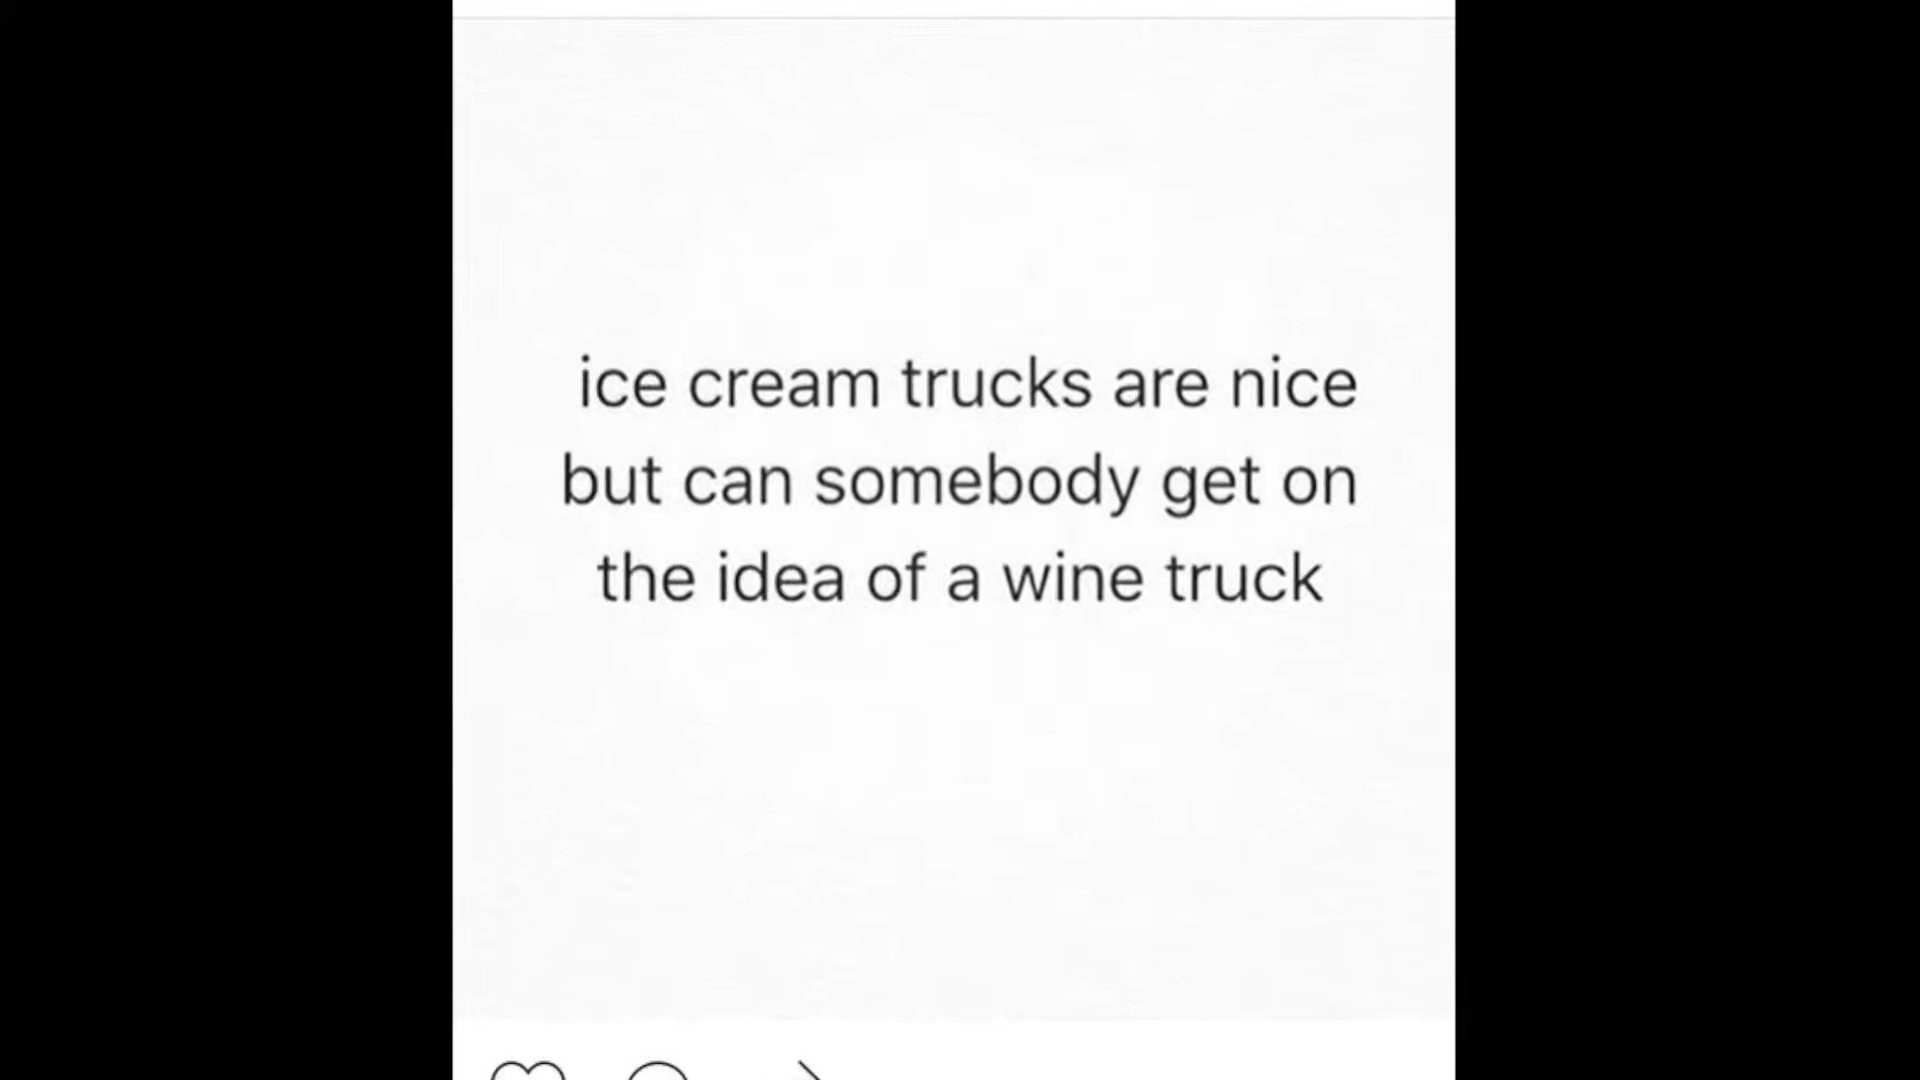 ice cream trucks are nice
but can somebody get on
the idea of a wine truck